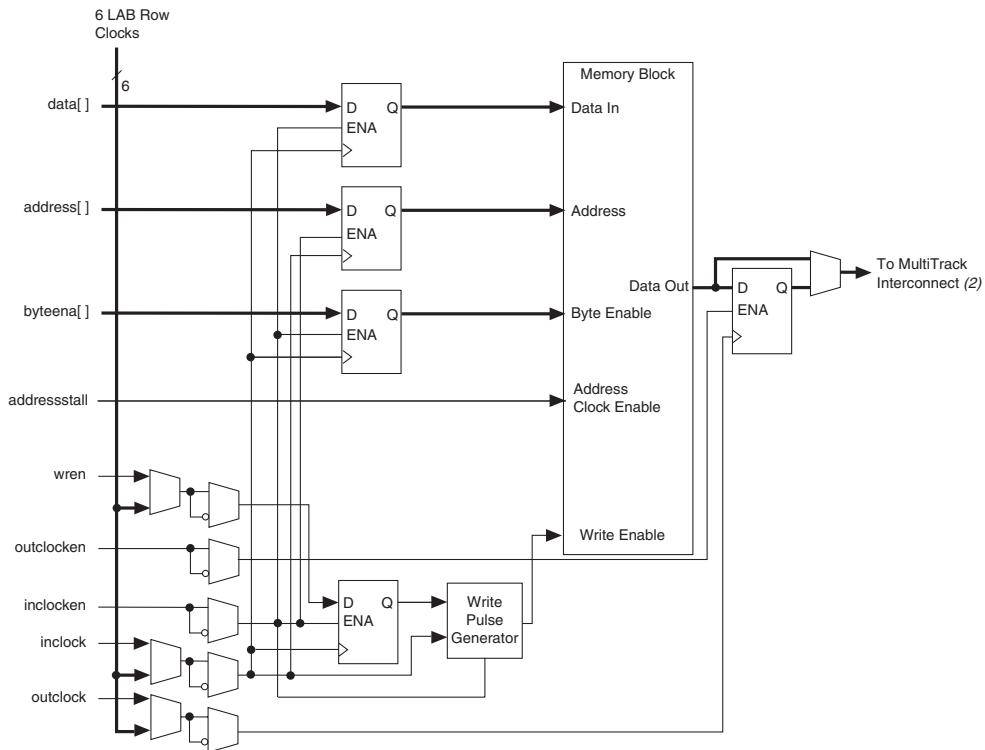 6 LAB Row
Clocks
6
data[ ]
D Q
ENA
Memory Block
Data In
address[ ]
D Q
ENA
Address
To MultiTrack
Interconnect (2)
Data Out
D Q
ENA
byteena[ ]
D Q
ENA
Byte Enable
addressstall
Address
Clock Enable
wren
Write Enable
outclocken
inclocken
D Q
ENA
Write
Pulse
Generator
inclock
outclock